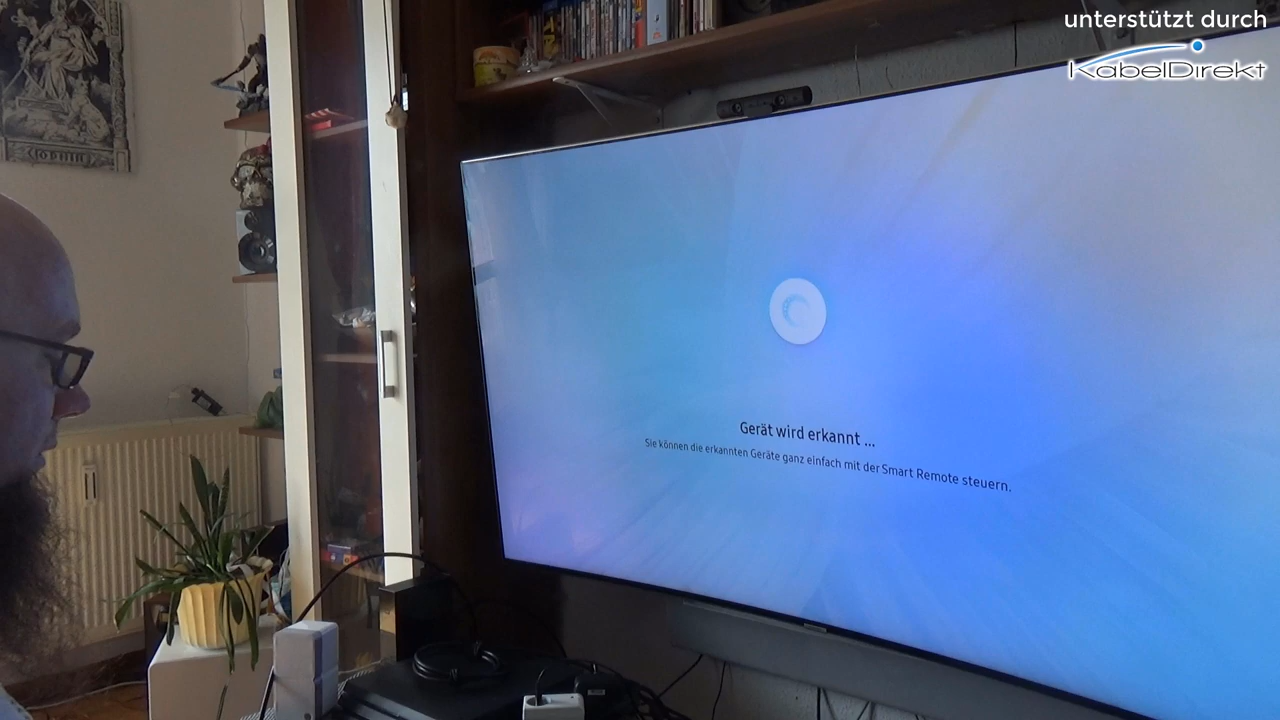 unterstützt durch
KabelDirekt
Gerät wird erkannt ...
Sie können die erkannten Geräte ganz einfach mit der Smart Remote steuern.